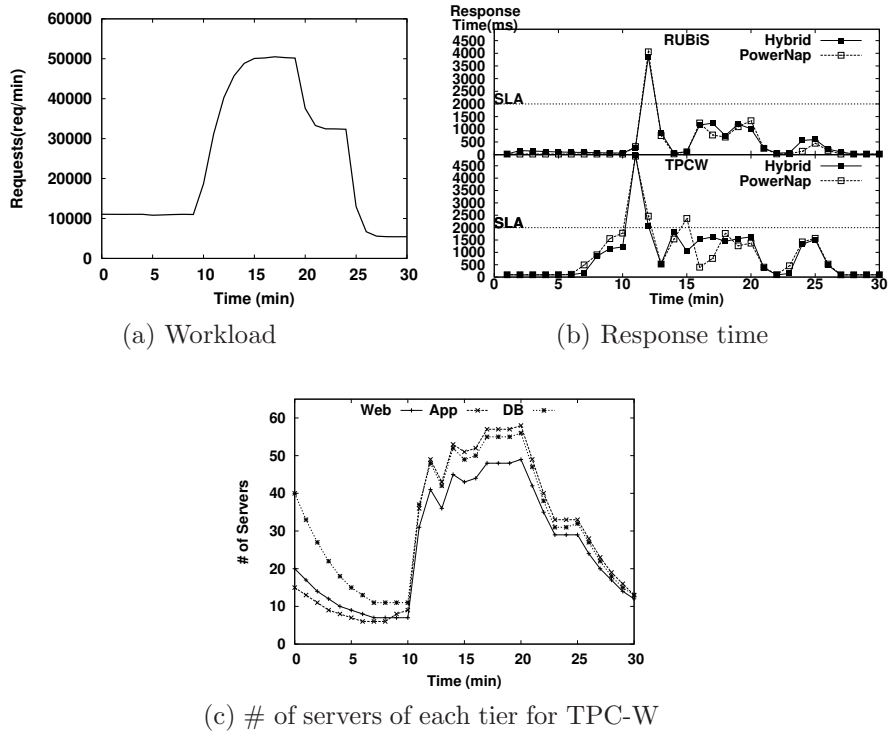 60000
50000
40000
30000
20000
10000
0
Requests(req/min)
0 5 10 15 20 25 30
Time (min)
(a) Workload
Response
Time(ms)
4500
4000
3500
3000
2500
2000
1500
1000
500
0
SLA
RUBiS
Hybrid
PowerNap
4500
4000
3500
3000
2500
2000
1500
1000
500
0
SLA
TPCW
Hybrid
PowerNap
0 5 10 15 20 25 30
Time (min)
(b) Response time
60
50
40
30
20
10
0
# of Servers
Web App DB
0 5 10 15 20 25 30
Time (min)
(c) # of servers of each tier for TPC-W